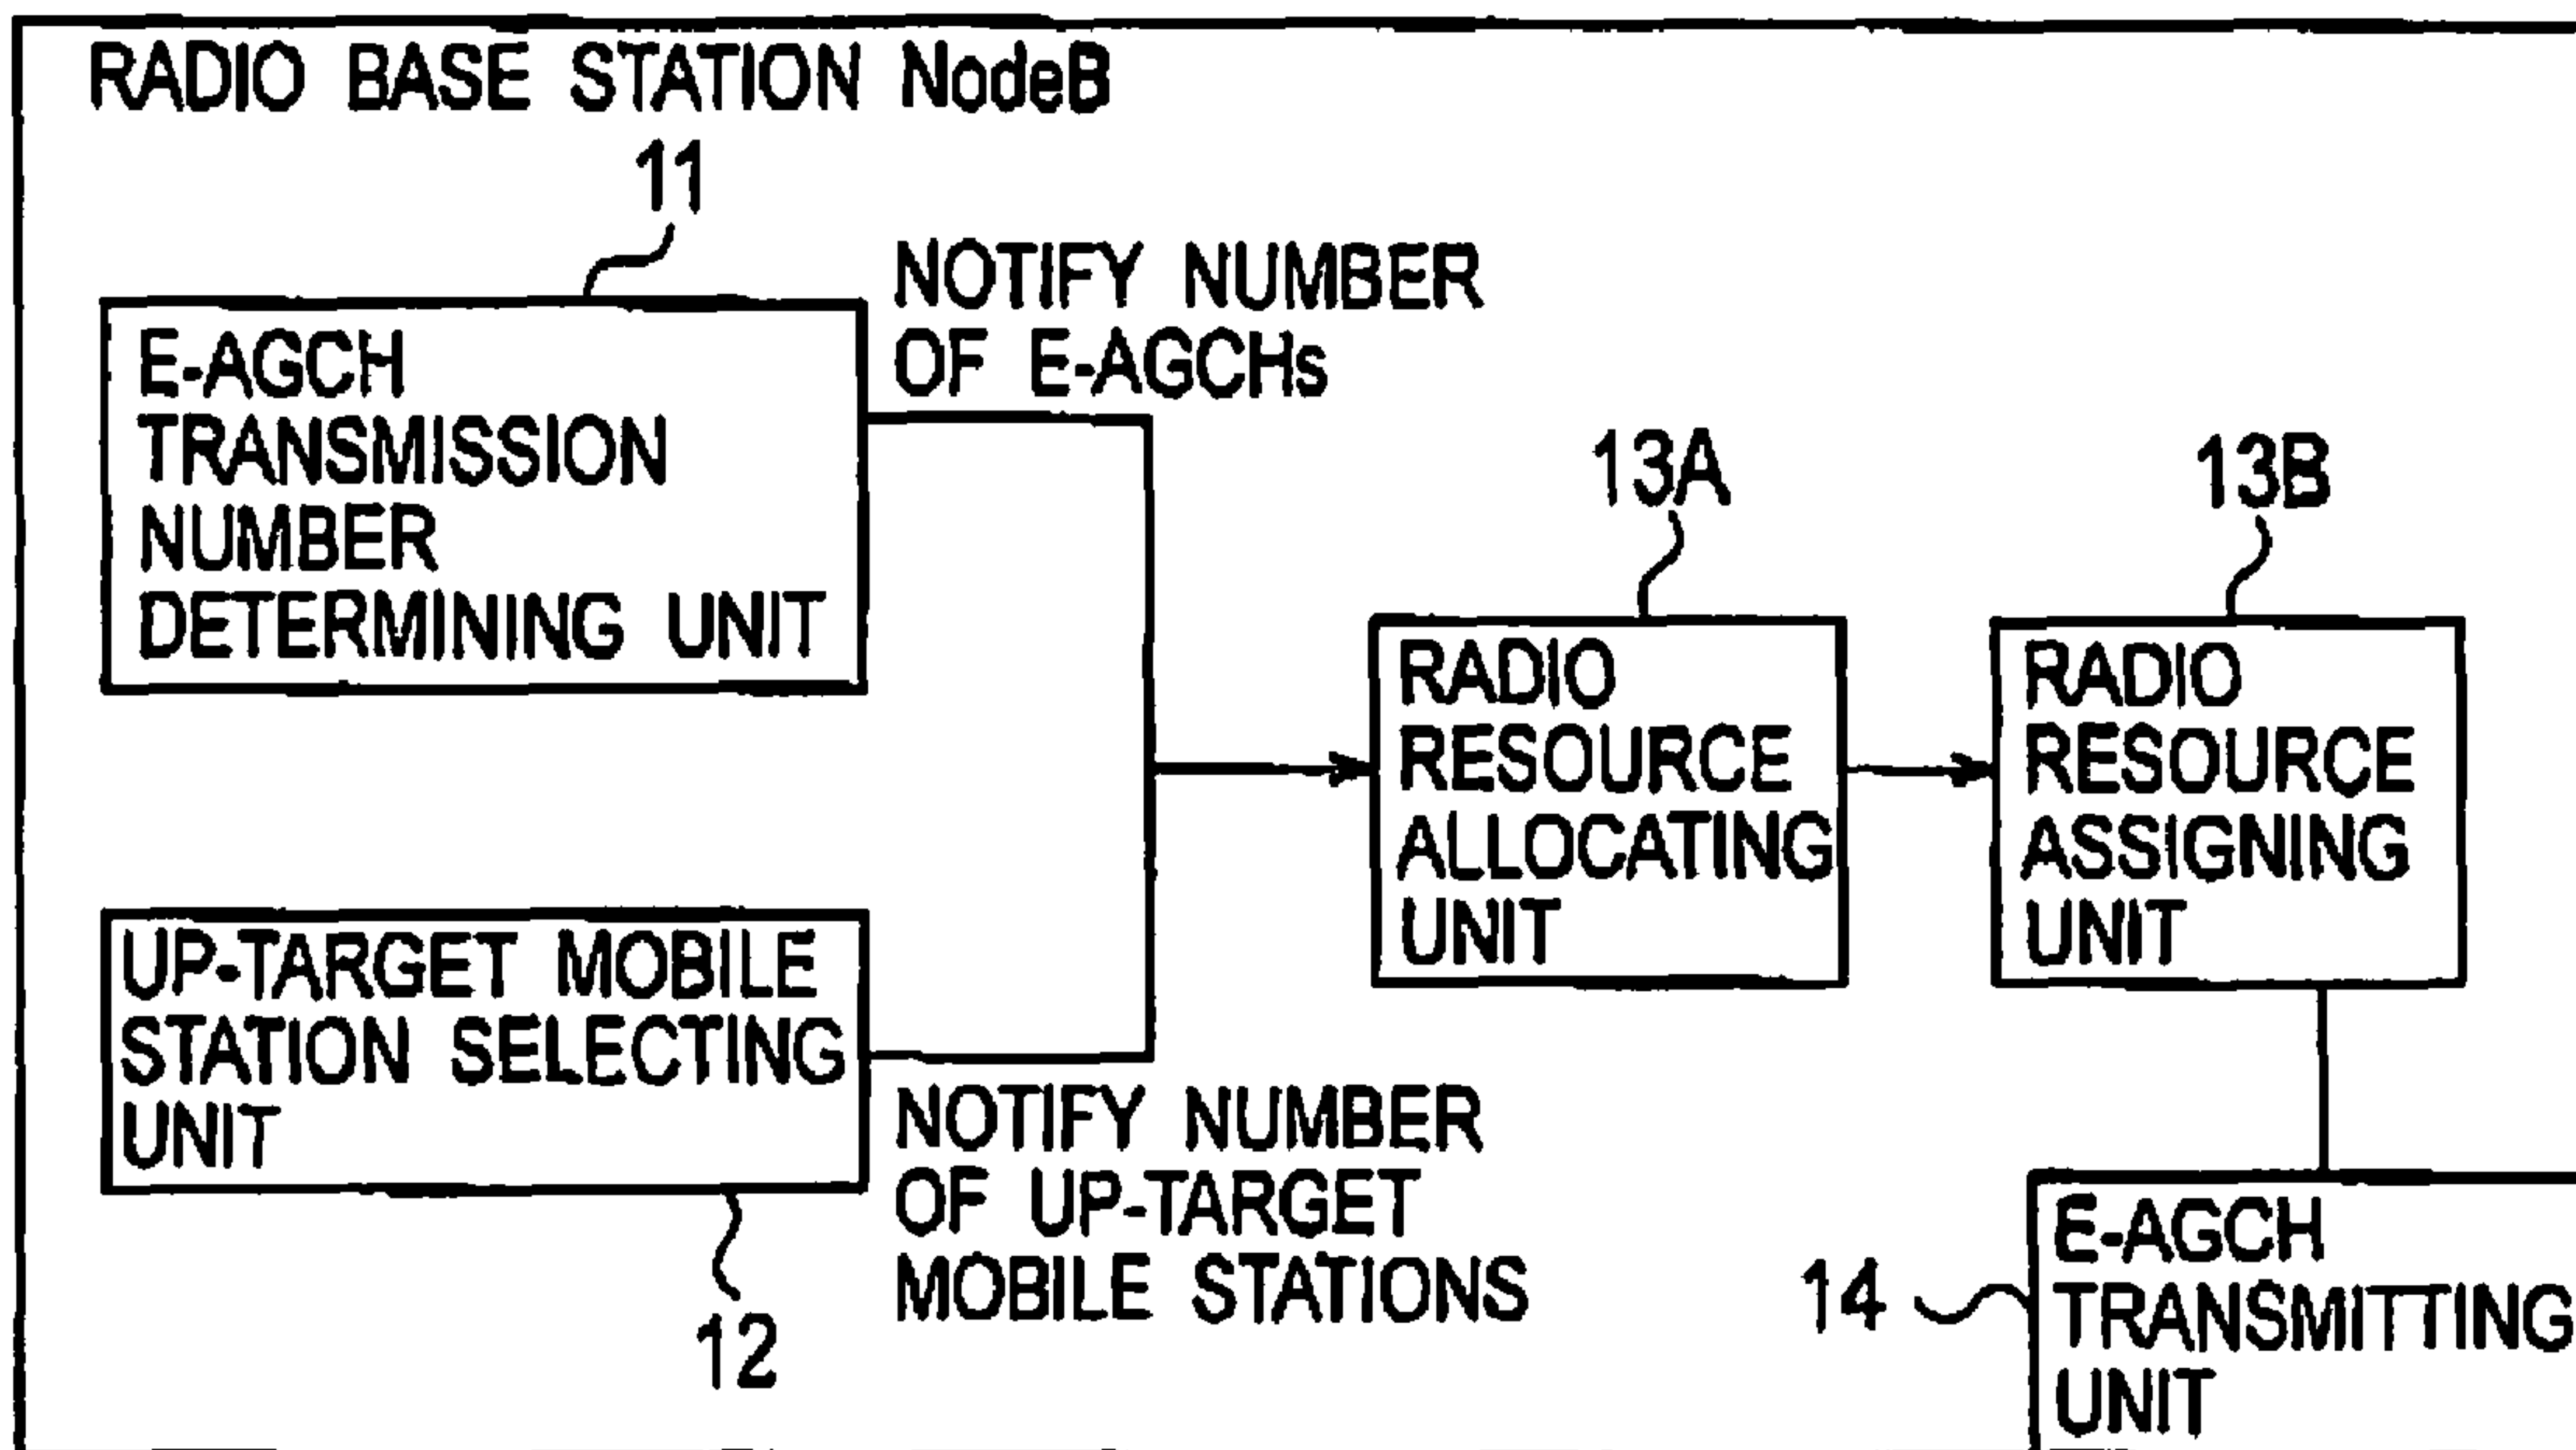 RADIO BASE STATION NodeB
11
E-AGCH
TRANSMISSION
NUMBER
DETERMINING UNIT
NOTIFY NUMBER
OF E-AGCHs
13A
RADIO
RESOURCE
ALLOCATING
UNIT
13B
RADIO
RESOURCE
ASSIGNING
UNIT
UP-TARGET MOBILE
STATION SELECTING
UNIT
12
NOTIFY NUMBER
OF UP-TARGET
MOBILE STATIONS
14
E-AGCH
TRANSMITTING
UNIT